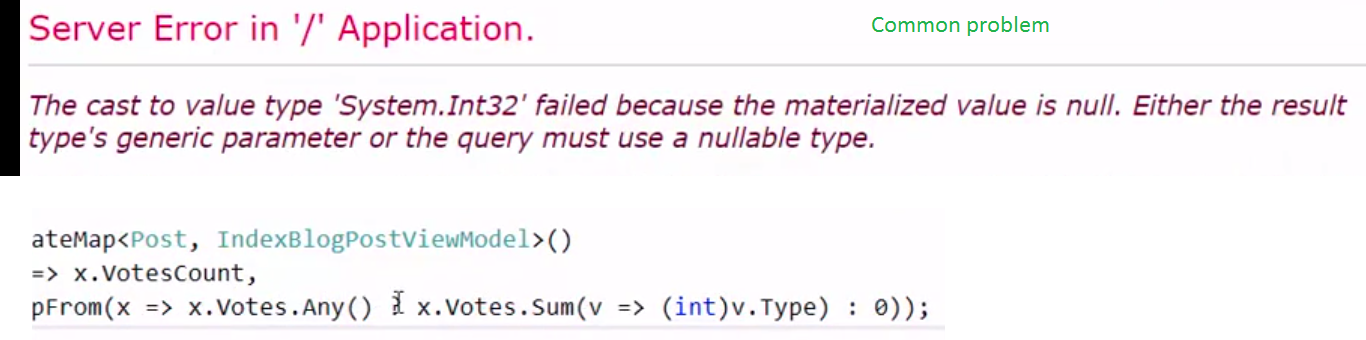 Server Error in '/' Application.
Common problem
The cast to value type 'System.Int32' failed because the materialized value is null. Either the result
type's generic parameter or the query must use a nullable type.
ateMap<Post, IndexBlogPostViewModel>()
=> x.VotesCount,
pFrom(x => x.Votes.Any() ? x.Votes.Sum(v => (int)v.Type) : 0));